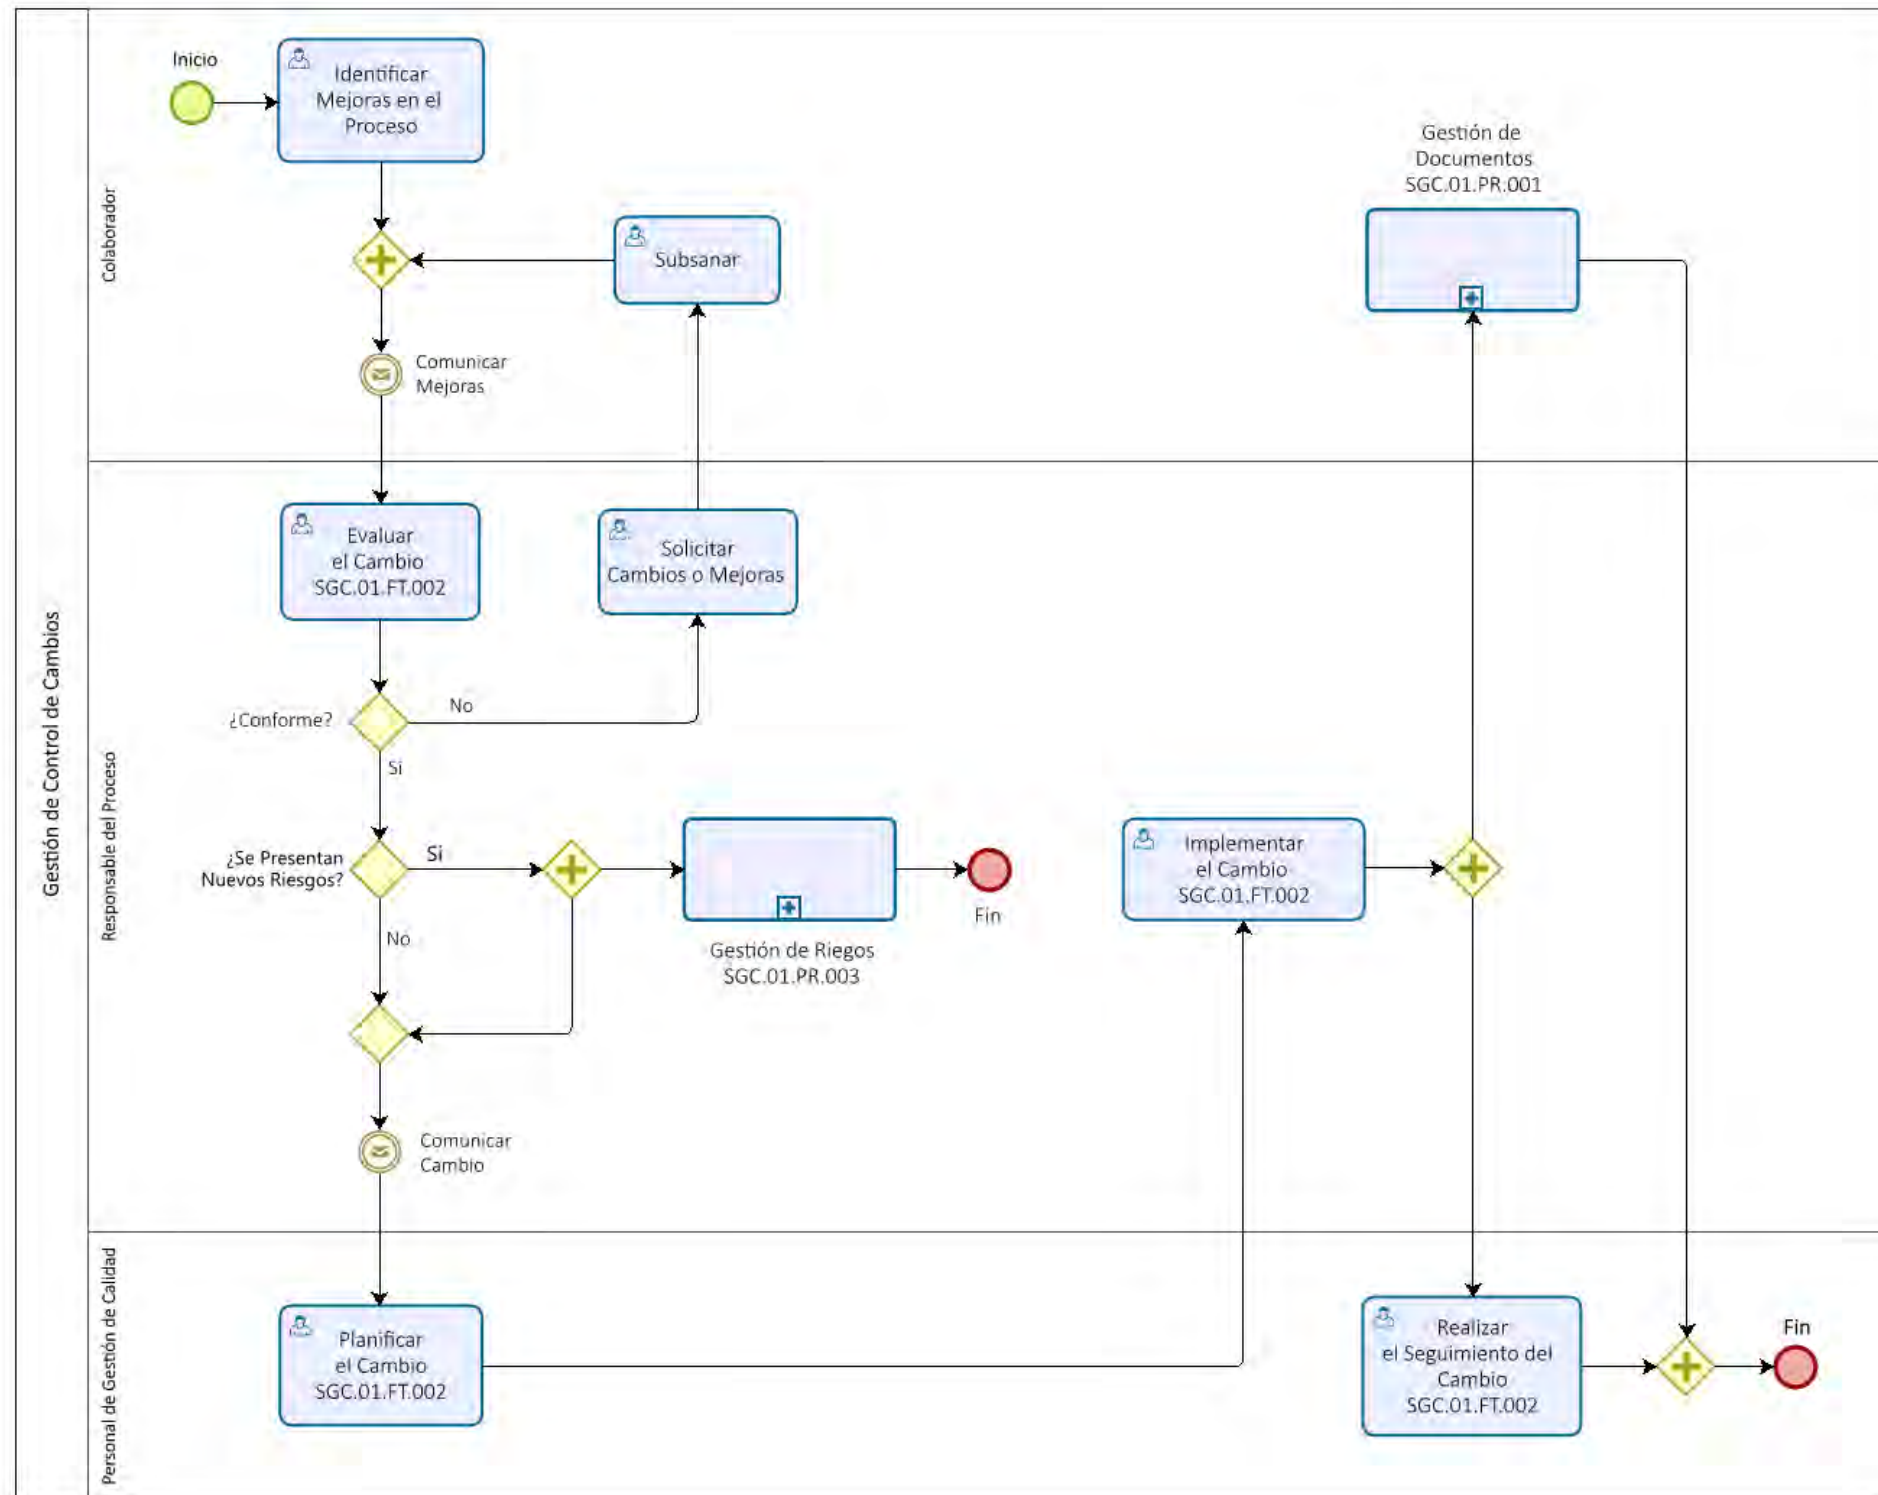 Gestión de Control de Cambios
Colaborador
Inicio
Identificar
Mejoras en el
Proceso
Subsanar
Comunicar
Mejoras
Gestión de
Documentos
SGC.01.PR.001
Responsable del Proceso
Evaluar
el Cambio
SGC.01.FT.002
Solicitar
Cambios o Mejoras
¿Conforme?
No
Si
¿Se Presentan
Nuevos Riesgos?
Si
No
Gestión de Riegos
SGC.01.PR.003
Fin
Implementar
el Cambio
SGC.01.FT.002
Comunicar
Cambio
Personal de Gestión de Calidad
Planificar
el Cambio
SGC.01.FT.002
Realizar
el Seguimiento del
Cambio
SGC.01.FT.002
Fin